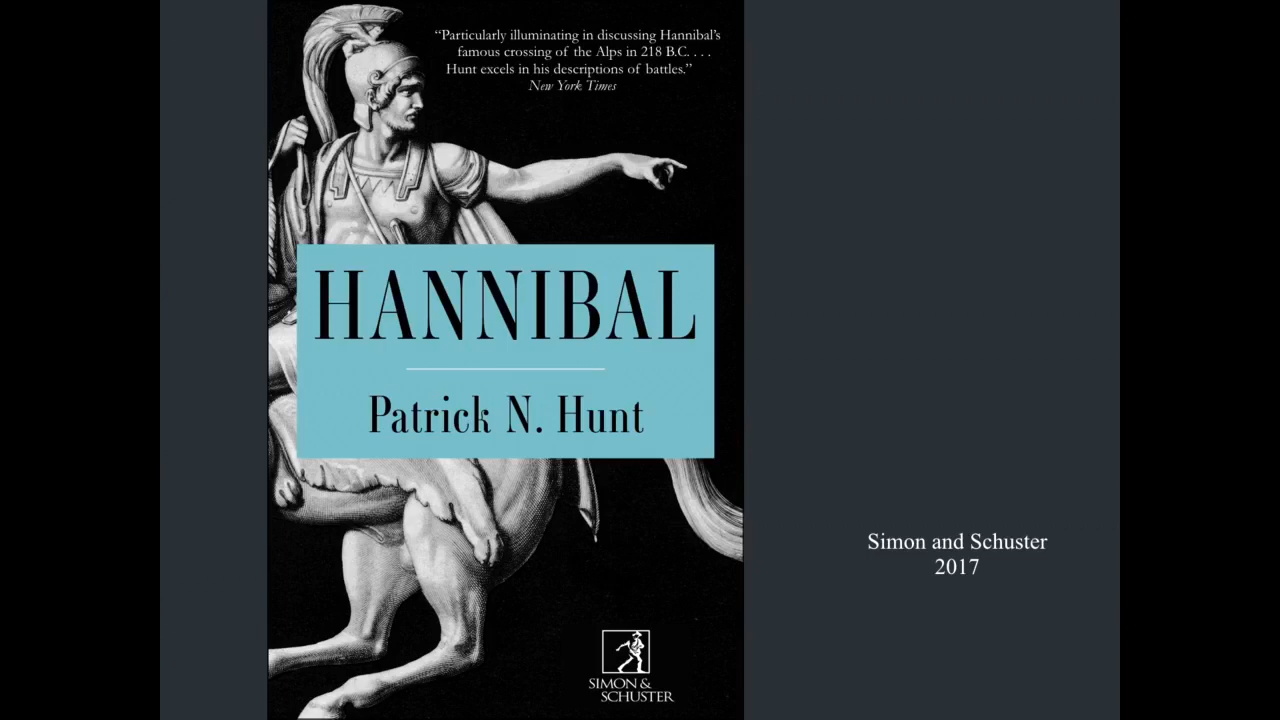 “Particularly illuminating in discussing Hannibal’s
famous crossing of the Alps in 218 B.C. . . .
Hunt excels in his descriptions of battles.”
New York Times
HANNIBAL
Patrick N. Hunt
Simon and Schuster
2017
SIMON &
SCHUSTER